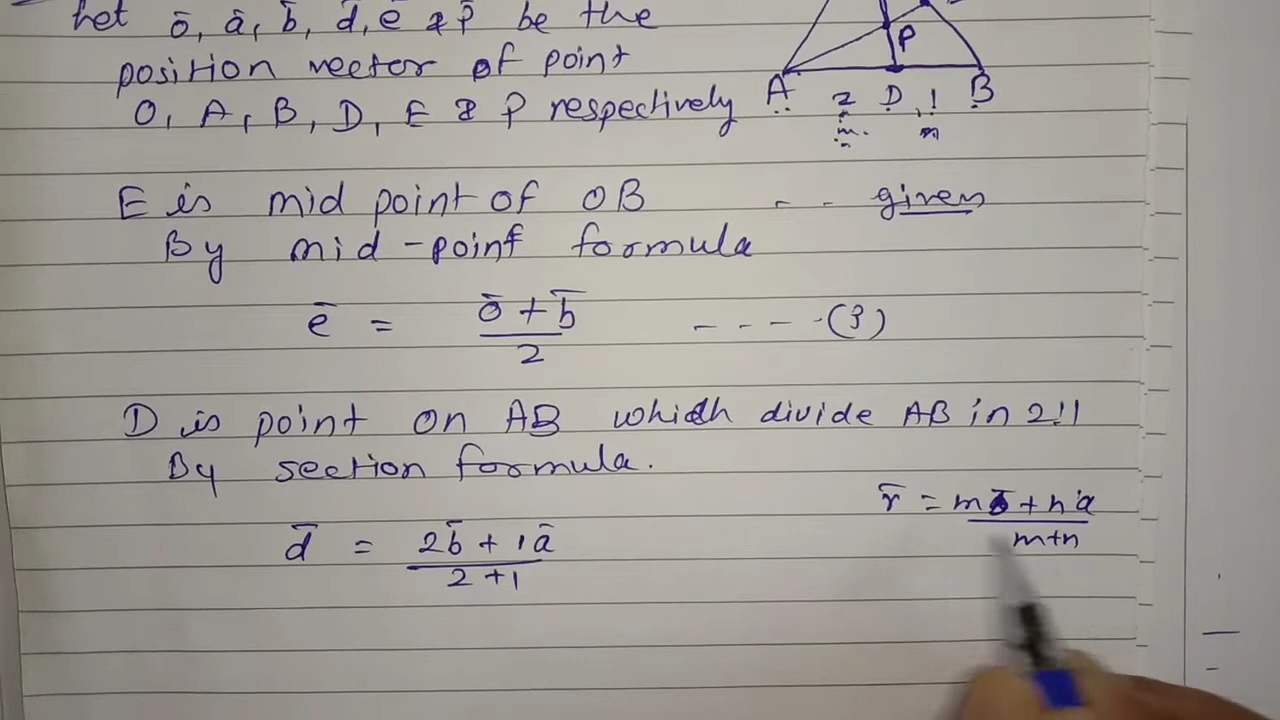 Let ō, ā, b̄, d̄, ē & p̄ be the
position vector of point
O, A, B, D, E & P respectively
P
A 2 D 1 B
m n
E is mid point of OB - - given
By mid-point formula
ē = ō + b̄ / 2 - - - - (3)
D is point on AB which divide AB in 2:1
By section formula.
r̄ = mb̄ + nā / m+n
d̄ = 2b̄ + 1ā / 2+1